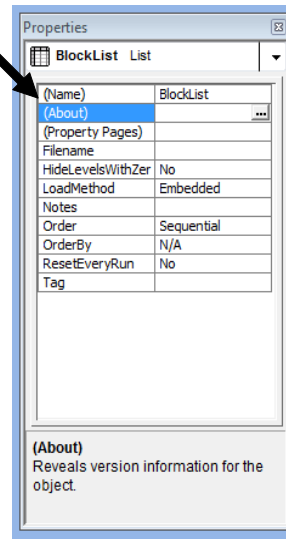 Properties
BlockList List
(Name) BlockList
(About) ...
(Property Pages)
Filename
HideLevelsWithZer No
LoadMethod Embedded
Notes
Order Sequential
OrderBy N/A
ResetEveryRun No
Tag
(About)
Reveals version information for the
object.